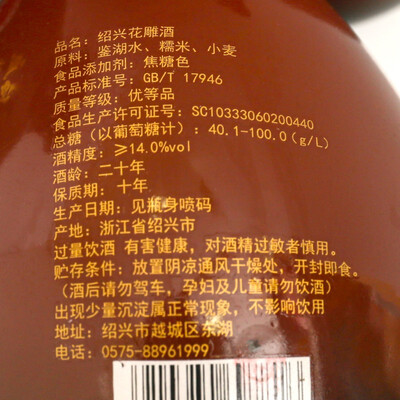 品名：绍兴花雕酒
原料：鉴湖水、糯米、小麦
食品添加剂：焦糖色
产品标准号：GB/T 17946
质量等级：优等品
食品生产许可证号：SC10333060200440
总糖（以葡萄糖计）：40.1-100.0（g/L）
酒精度：≥14.0%vol
酒龄：二十年
保质期：十年
生产日期：见瓶身喷码
产地：浙江省绍兴市
过量饮酒 有害健康，对酒精过敏者慎用。
贮存条件：放置阴凉通风干燥处，开封即食。
（酒后请勿驾车，孕妇及儿童请勿饮酒）
出现少量沉淀属正常现象，不影响饮用
地址：绍兴市越城区东湖
电话：0575-88961999